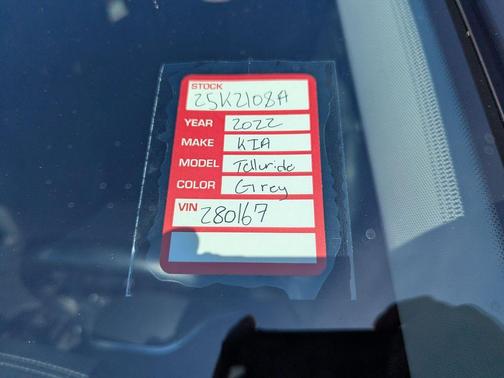 STOCK
25K2108A
YEAR 2022
MAKE KIA
MODEL Telluride
COLOR Grey
VIN 280167